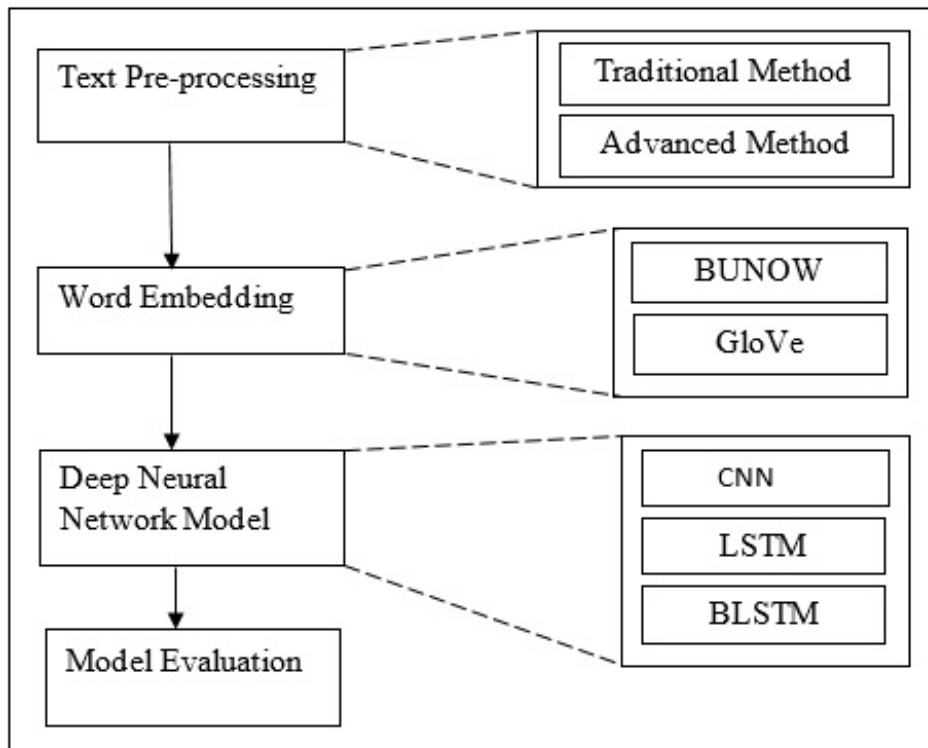 Text Pre-processing
Traditional Method
Advanced Method
Word Embedding
BUNOW
GloVe
Deep Neural
Network Model
CNN
LSTM
BLSTM
Model Evaluation